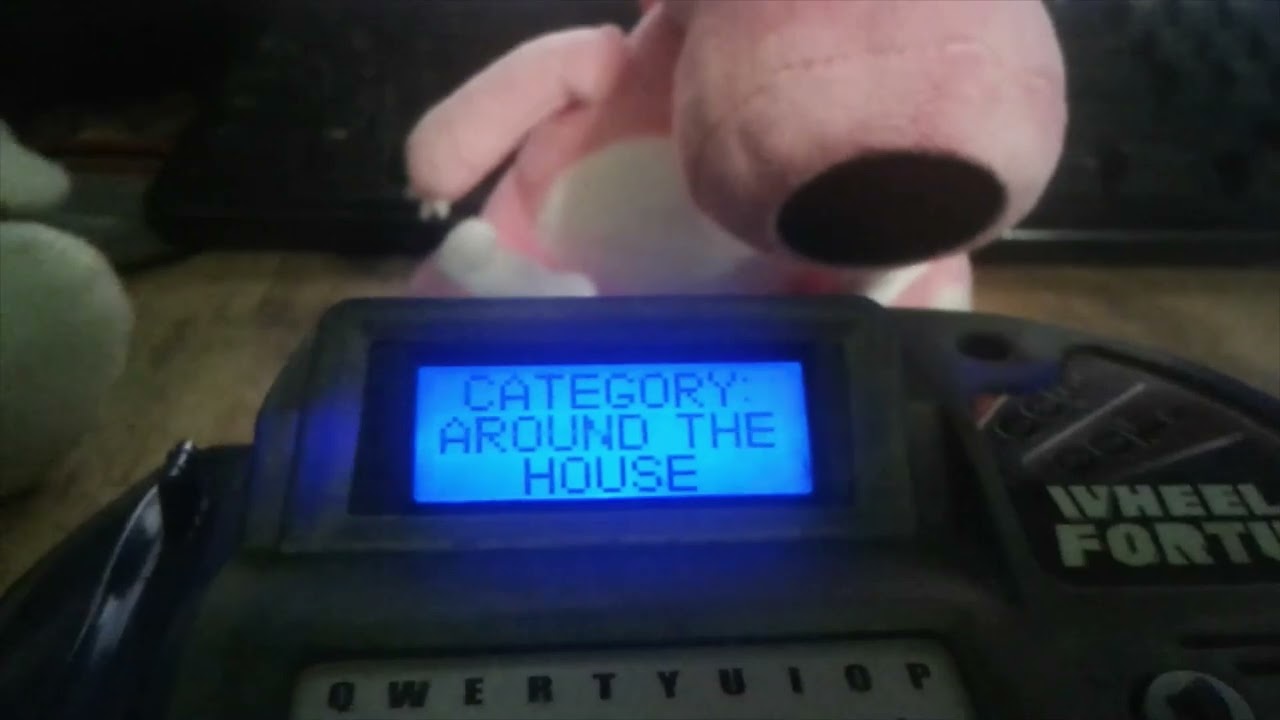 CATEGORY:
AROUND THE
HOUSE
WHEEL
FORTU
Q W E R T Y U I O P